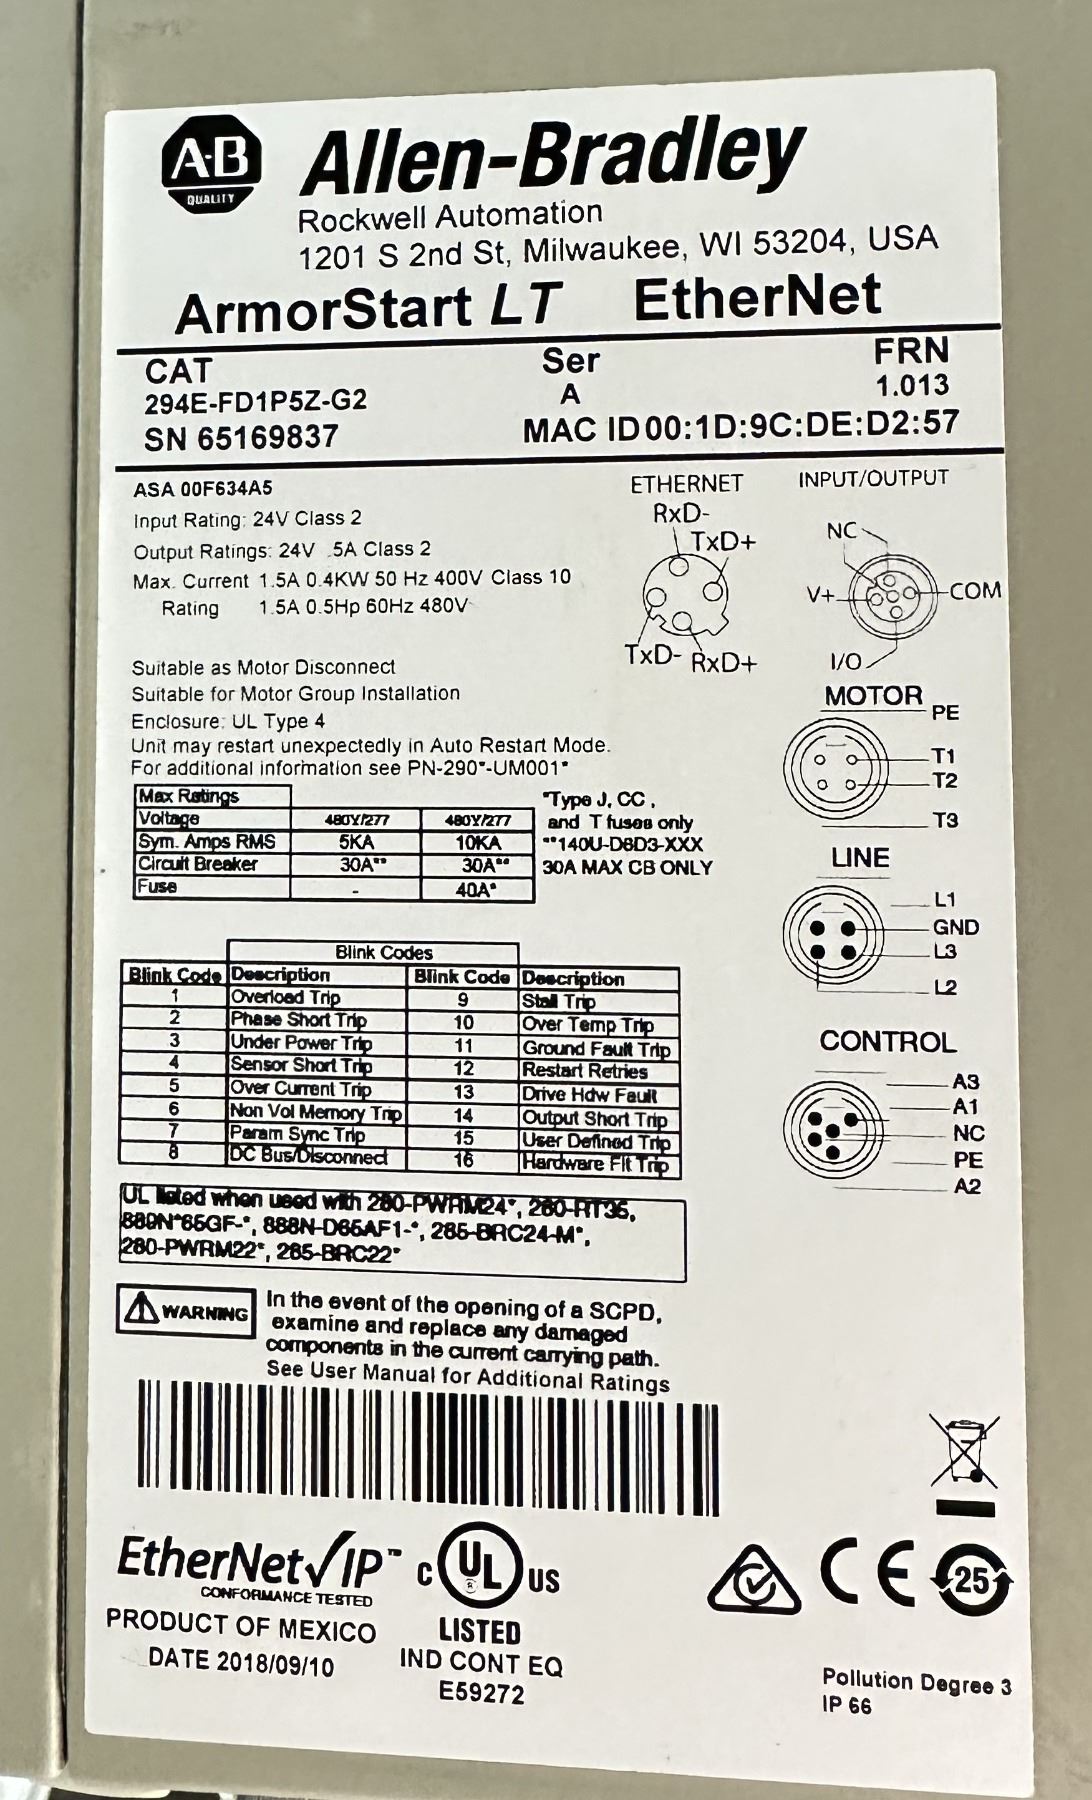 A-B
QUALITY
Allen-Bradley
Rockwell Automation
1201 S 2nd St, Milwaukee, WI 53204, USA
ArmorStart LT EtherNet
CAT Ser FRN
294E-FD1P5Z-G2 A 1.013
SN 65169837 MAC ID 00:1D:9C:DE:D2:57
ASA 00F634A5
Input Rating: 24V Class 2
Output Ratings: 24V .5A Class 2
Max. Current 1.5A 0.4KW 50 Hz 400V Class 10
Rating 1.5A 0.5Hp 60Hz 480V
ETHERNET
RxD-
TxD+
TxD- RxD+
INPUT/OUTPUT
NC
V+ COM
I/O
Suitable as Motor Disconnect
Suitable for Motor Group Installation
Enclosure: UL Type 4
Unit may restart unexpectedly in Auto Restart Mode.
For additional information see PN-290*-UM001*
MOTOR
PE
T1
T2
T3
Max Ratings
Voltage 480Y/277 480Y/277
Sym. Amps RMS 5KA 10KA
Circuit Breaker 30A** 30A**
Fuse - 40A*
*Type J, CC,
and T fuses only
**140U-D6D3-XXX
30A MAX CB ONLY
LINE
L1
GND
L3
L2
Blink Codes
Blink Code Description Blink Code Description
1 Overload Trip 9 Stall Trip
2 Phase Short Trip 10 Over Temp Trip
3 Under Power Trip 11 Ground Fault Trip
4 Sensor Short Trip 12 Restart Retries
5 Over Current Trip 13 Drive Hdw Fault
6 Non Vol Memory Trip 14 Output Short Trip
7 Param Sync Trip 15 User Defined Trip
8 DC Bus/Disconnect 16 Hardware Flt Trip
CONTROL
A3
A1
NC
PE
A2
UL listed when used with 280-PWRM24*, 280-RT35,
889N*65GF-*, 888N-D65AF1-*, 285-BRC24-M*,
280-PWRM22*, 285-BRC22*
WARNING
In the event of the opening of a SCPD,
examine and replace any damaged
components in the current carrying path.
See User Manual for Additional Ratings
EtherNet/IP™
CONFORMANCE TESTED
PRODUCT OF MEXICO
DATE 2018/09/10
C UL US
®
LISTED
IND CONT EQ
E59272
CE
25
Pollution Degree 3
IP 66